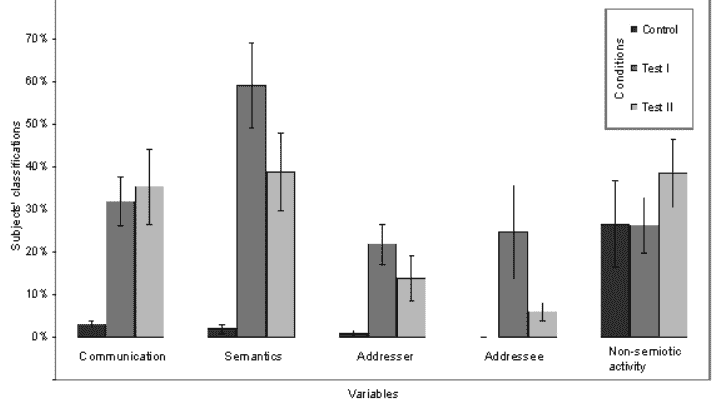 70%
60%
50%
40%
30%
20%
10%
0%
Subjects' classifications
Conditions
Control
Test I
Test II
Communication
Semantics
Addresser
Addressee
Non-semiotic
activity
Variables